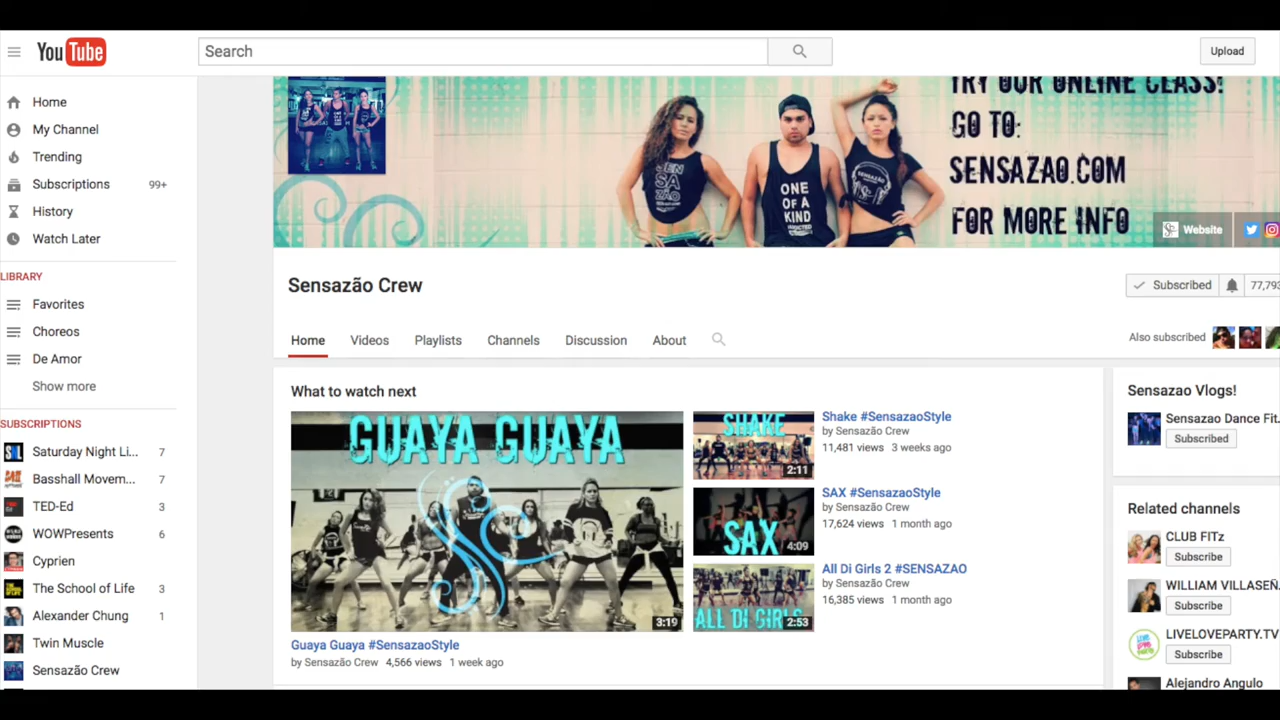 YouTube
Search
Upload
Home
My Channel
Trending
Subscriptions 99+
History
Watch Later
LIBRARY
Favorites
Choreos
De Amor
Show more
SUBSCRIPTIONS
Saturday Night Li... 7
Basshall Movem... 7
TED-Ed 3
WOWPresents 6
Cyprien
The School of Life 3
Alexander Chung 1
Twin Muscle
Sensazão Crew
TRY OUR ONLINE CLASS!
GO TO:
SENSAZAO.COM
FOR MORE INFO
SEN
SA
ZÃO
ONE
OF A
KIND
ADDICTED
SENSAZÃO
Website
Sensazão Crew
Subscribed 77,793
Home Videos Playlists Channels Discussion About
Also subscribed
What to watch next
GUAYA GUAYA
3:19
Guaya Guaya #SensazaoStyle
by Sensazão Crew 4,566 views 1 week ago
SHAKE
2:11
Shake #SensazaoStyle
by Sensazão Crew
11,481 views 3 weeks ago
SAX
4:09
SAX #SensazaoStyle
by Sensazão Crew
17,624 views 1 month ago
ALL DI GIRLS
2:53
All Di Girls 2 #SENSAZAO
by Sensazão Crew
16,385 views 1 month ago
Sensazao Vlogs!
Sensazao Dance Fit...
Subscribed
Related channels
CLUB FITz
Subscribe
WILLIAM VILLASEÑ
Subscribe
LIVELOVEPARTY.TV
Subscribe
Alejandro Angulo